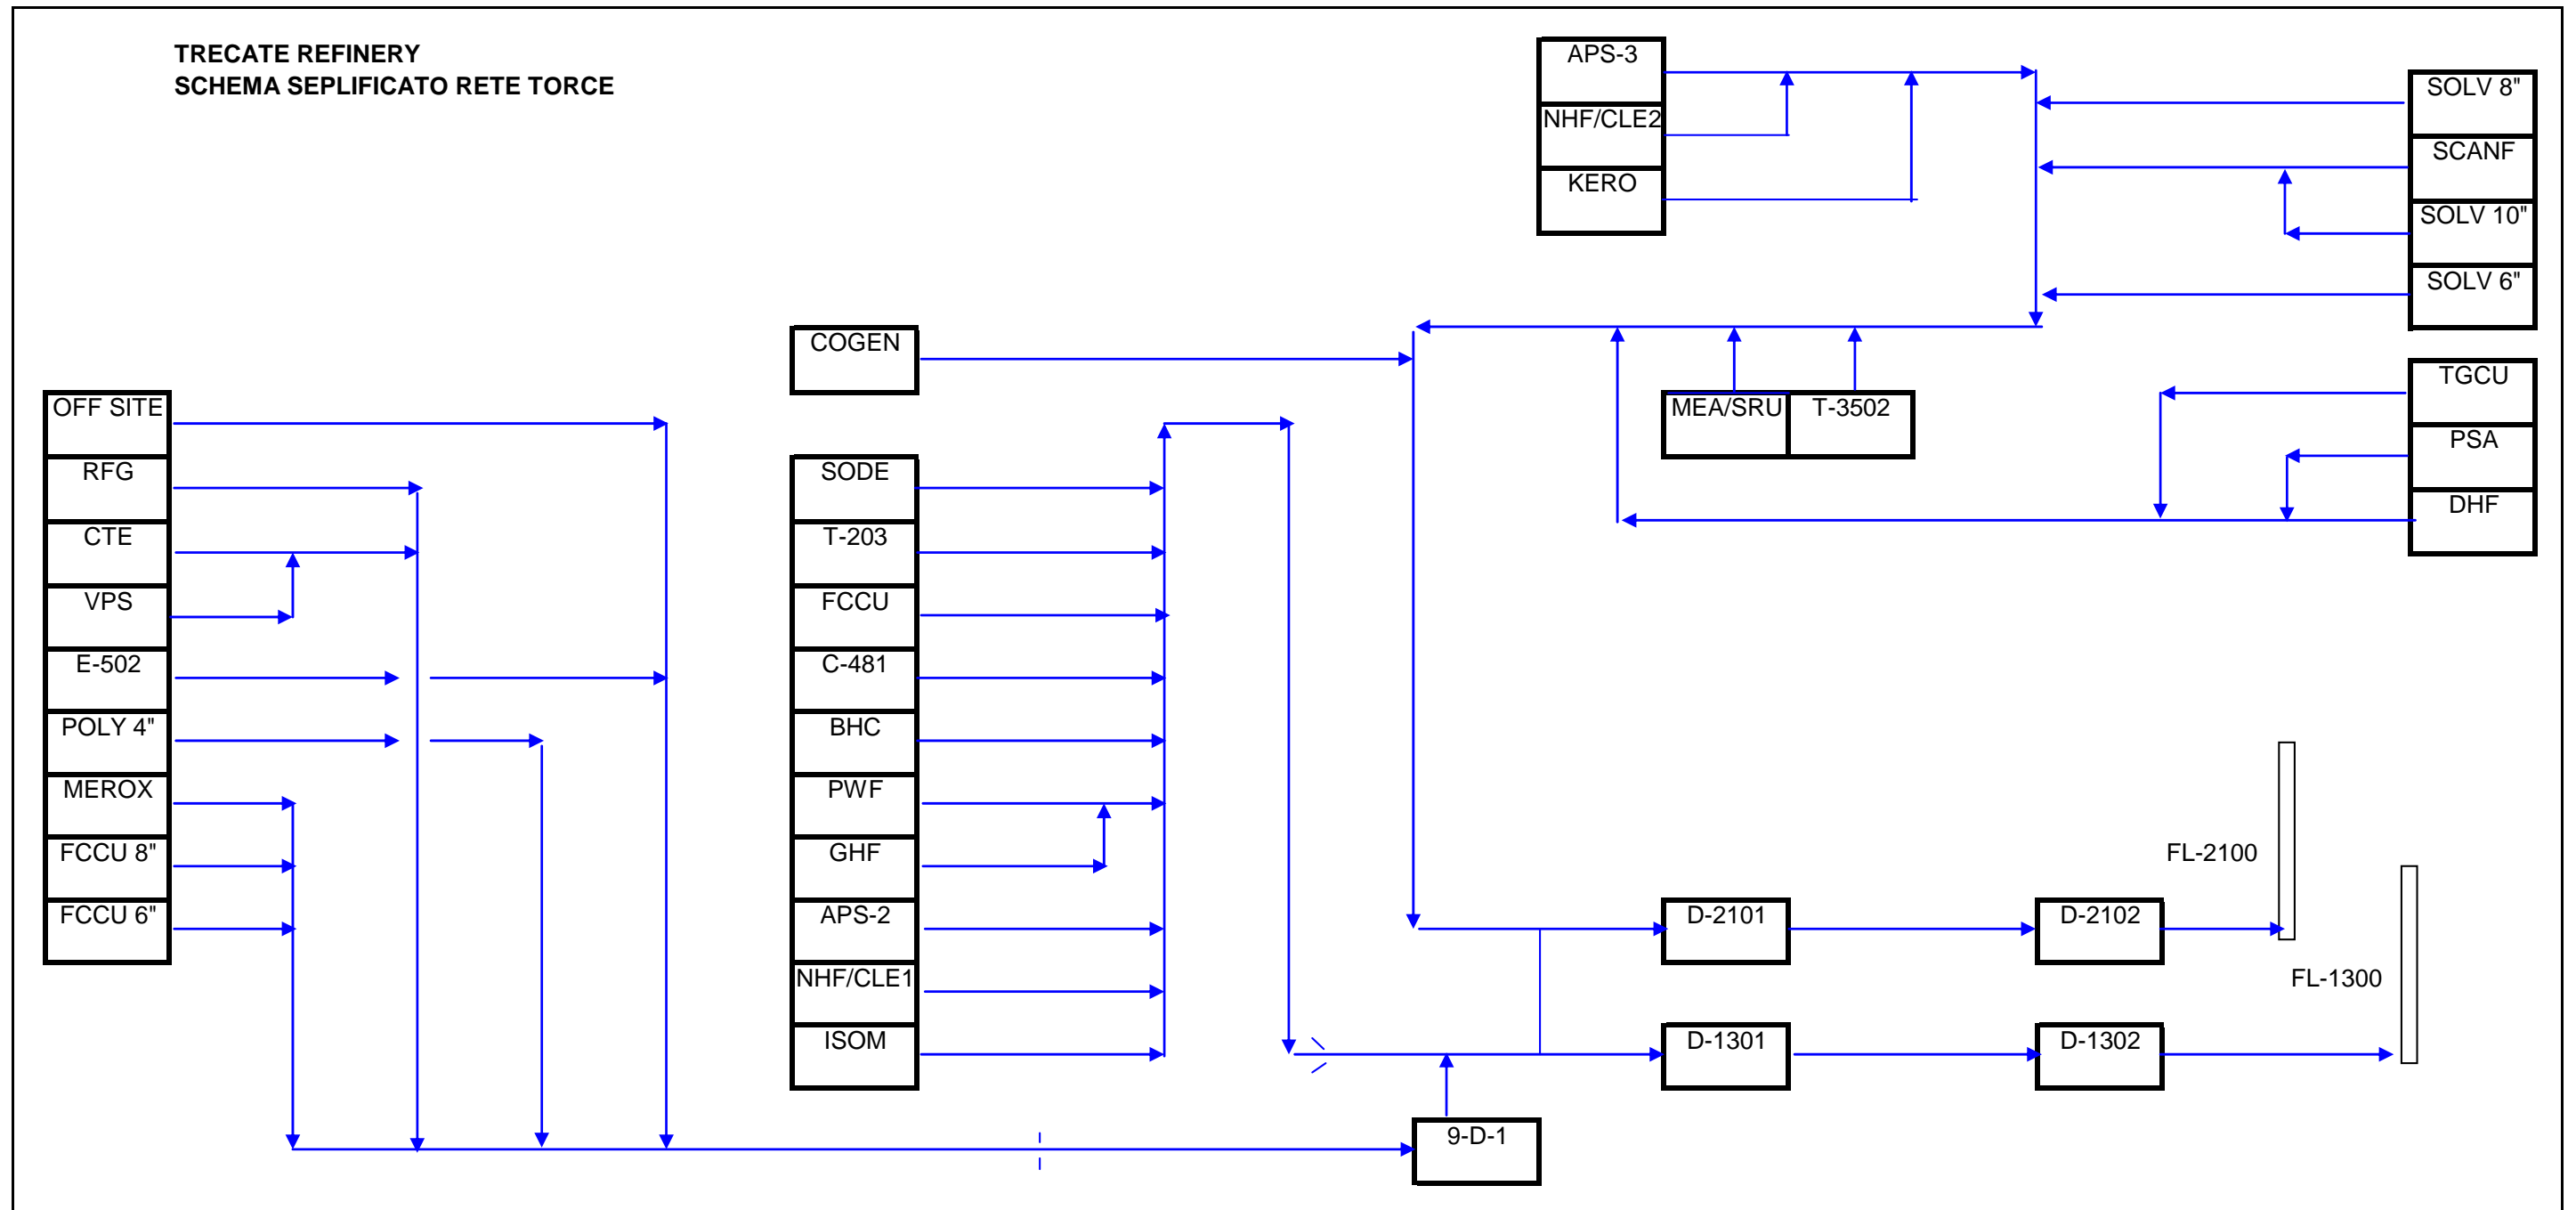 TRECATE REFINERY
SCHEMA SEPLIFICATO RETE TORCE
APS-3
NHF/CLE2
KERO
SOLV 8"
SCANF
SOLV 10"
SOLV 6"
COGEN
MEA/SRU
T-3502
TGCU
PSA
DHF
OFF SITE
RFG
CTE
VPS
E-502
POLY 4"
MEROX
FCCU 8"
FCCU 6"
SODE
T-203
FCCU
C-481
BHC
PWF
GHF
APS-2
NHF/CLE1
ISOM
FL-2100
D-2101
D-2102
FL-1300
D-1301
D-1302
9-D-1